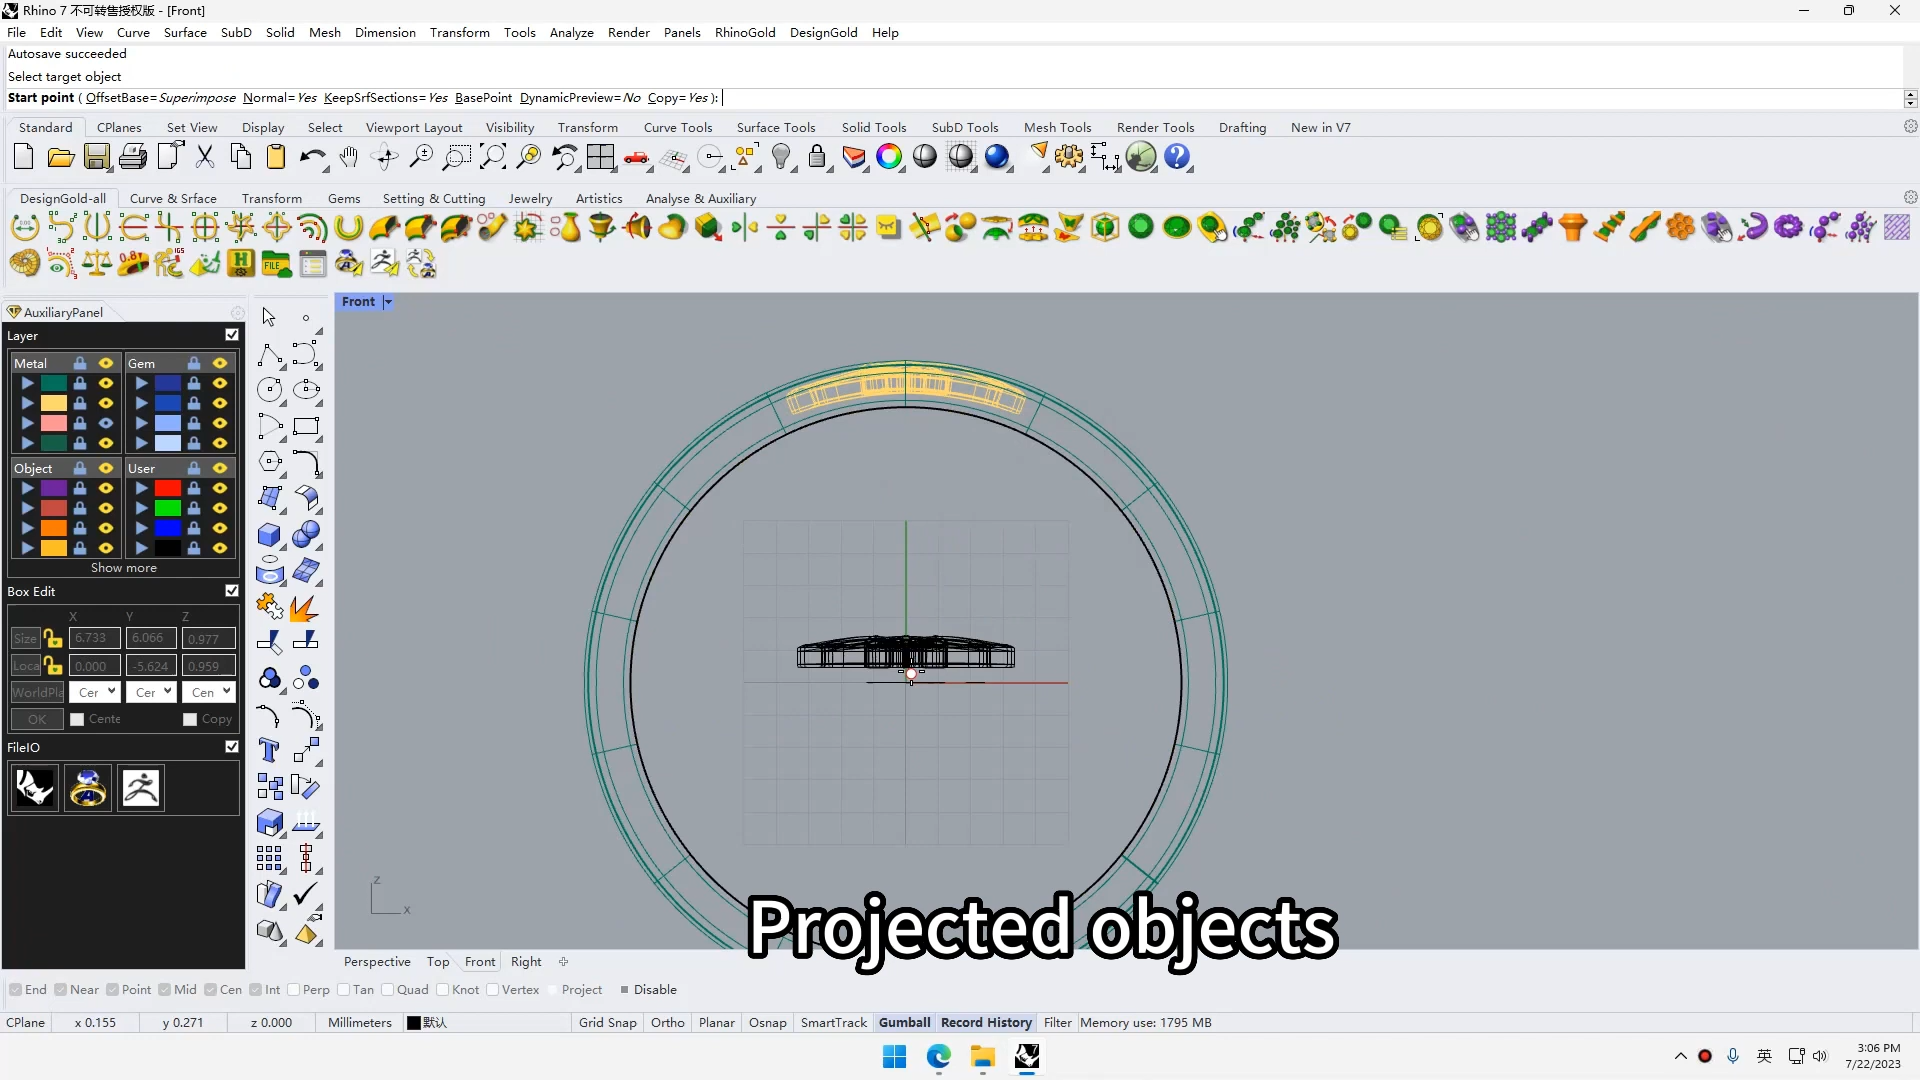 Rhino 7 不可转售授权版 - [Front]
File Edit View Curve Surface SubD Solid Mesh Dimension Transform Tools Analyze Render Panels RhinoGold DesignGold Help
Autosave succeeded
Select target object
Start point ( OffsetBase=Superimpose Normal=Yes KeepSrfSections=Yes BasePoint DynamicPreview=No Copy=Yes ):
Standard CPlanes Set View Display Select Viewport Layout Visibility Transform Curve Tools Surface Tools Solid Tools SubD Tools Mesh Tools Render Tools Drafting New in V7
DesignGold-all Curve & Srface Transform Gems Setting & Cutting Jewelry Artistics Analyse & Auxiliary
Front
AuxiliaryPanel
Layer
Metal Gem
Object User
Show more
Box Edit
X Y Z
Size 6.733 6.066 0.977
Loca 0.000 -5.624 0.959
WorldPla Cer Cer Cen
OK Cente Copy
FileIO
z
x
Projected objects
Perspective Top Front Right
End Near Point Mid Cen Int Perp Tan Quad Knot Vertex Project Disable
CPlane x 0.155 y 0.271 z 0.000 Millimeters 默认 Grid Snap Ortho Planar Osnap SmartTrack Gumball Record History Filter Memory use: 1795 MB
英
3:06 PM
7/22/2023